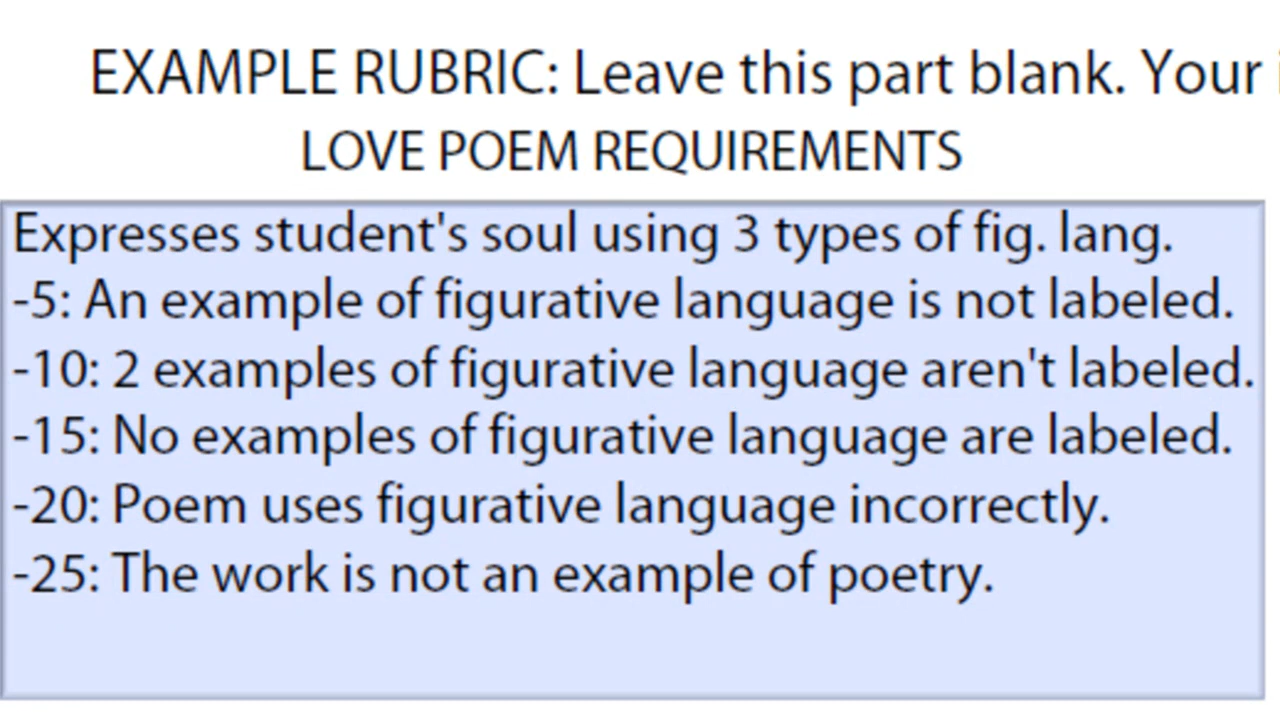 EXAMPLE RUBRIC: Leave this part blank. Your
LOVE POEM REQUIREMENTS
Expresses student's soul using 3 types of fig. lang.
-5: An example of figurative language is not labeled.
-10: 2 examples of figurative language aren't labeled.
-15: No examples of figurative language are labeled.
-20: Poem uses figurative language incorrectly.
-25: The work is not an example of poetry.